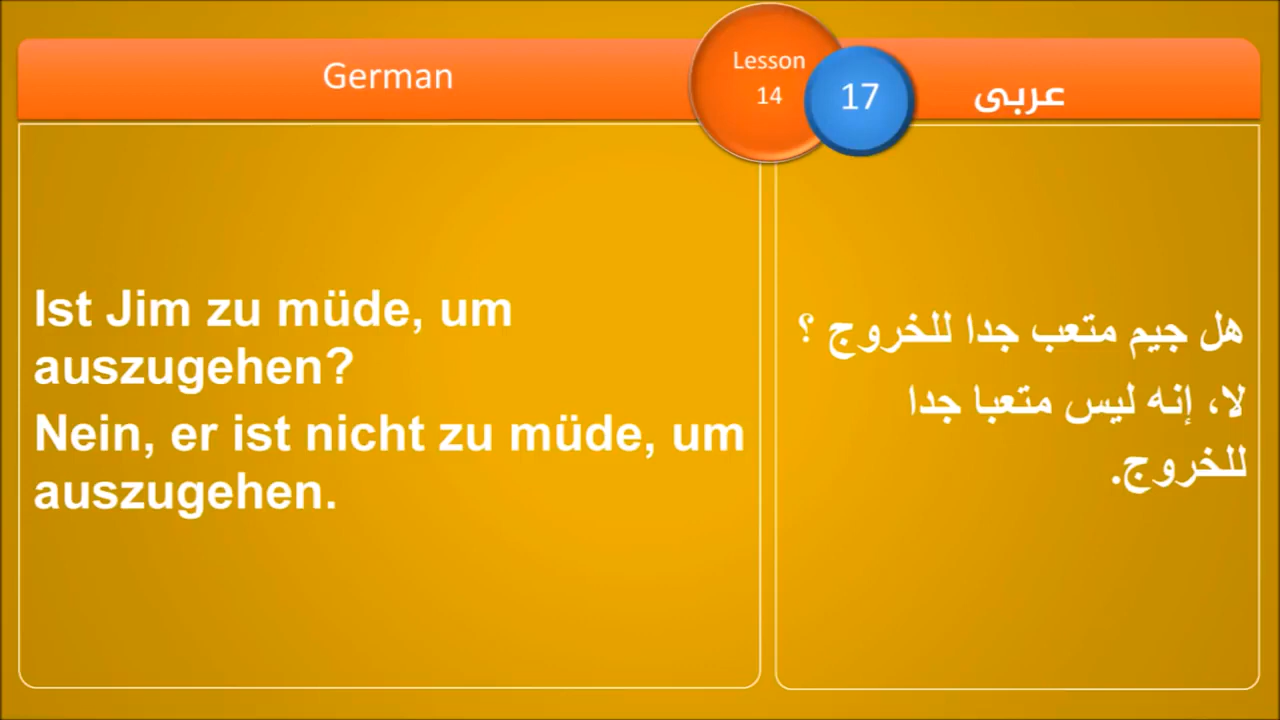 German
Lesson
14
17
عربى
Ist Jim zu müde, um
auszugehen?
Nein, er ist nicht zu müde, um
auszugehen.
هل جيم متعب جدا للخروج ؟
لا، إنه ليس متعبا جدا
للخروج.